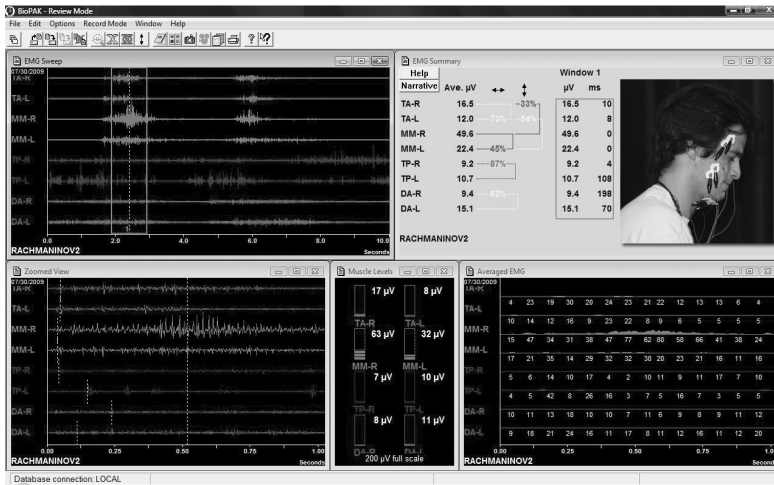 BioPAK - Review Mode
File Edit Options Record Mode Window Help
EMG Sweep
07/30/2009
TA-R
TA-L
MM-R
MM-L
TP-R
TP-L
DA-R
DA-L
0.0 2.0 4.0 6.0 8.0 10.0
RACHMANINOV2 Seconds
EMG Summary
Help Window 1
Narrative Ave. µV µV ms
TA-R 16.5 -33% 16.5 10
TA-L 12.0 73% -54% 12.0 8
MM-R 49.6 49.6 0
MM-L 22.4 45% 22.4 0
TP-R 9.2 87% 9.2 4
TP-L 10.7 10.7 108
DA-R 9.4 62% 9.4 198
DA-L 15.1 15.1 70
RACHMANINOV2
Zoomed View
07/30/2009
TA-R
TA-L
MM-R
MM-L
TP-R
TP-L
DA-R
DA-L
0.0 0.25 0.50 0.75 1.00
RACHMANINOV2 Seconds
Muscle Levels
17 µV 8 µV
TA-R TA-L
63 µV 32 µV
MM-R MM-L
7 µV 10 µV
TP-R TP-L
8 µV 11 µV
DA-R DA-L
200 µV full scale
Averaged EMG
07/30/2009
TA-R 4 23 19 30 20 24 23 21 22 12 13 13 6 4
TA-L 10 14 12 16 9 23 22 8 9 6 5 5 5 5
MM-R 15 47 34 31 38 47 77 62 80 58 66 41 38 24
MM-L 17 21 35 14 29 32 32 38 20 23 21 16 11 16
TP-R 5 6 14 10 17 4 2 10 11 9 11 17 7 10
TP-L 4 5 42 8 26 16 3 7 5 16 7 3 5 5
DA-R 10 11 13 18 10 10 7 11 6 9 8 9 11 12
DA-L 9 18 21 24 16 11 17 8 11 12 16 11 12 20
0.0 0.25 0.50 0.75 1.0
RACHMANINOV2 Seconds
Database connection: LOCAL